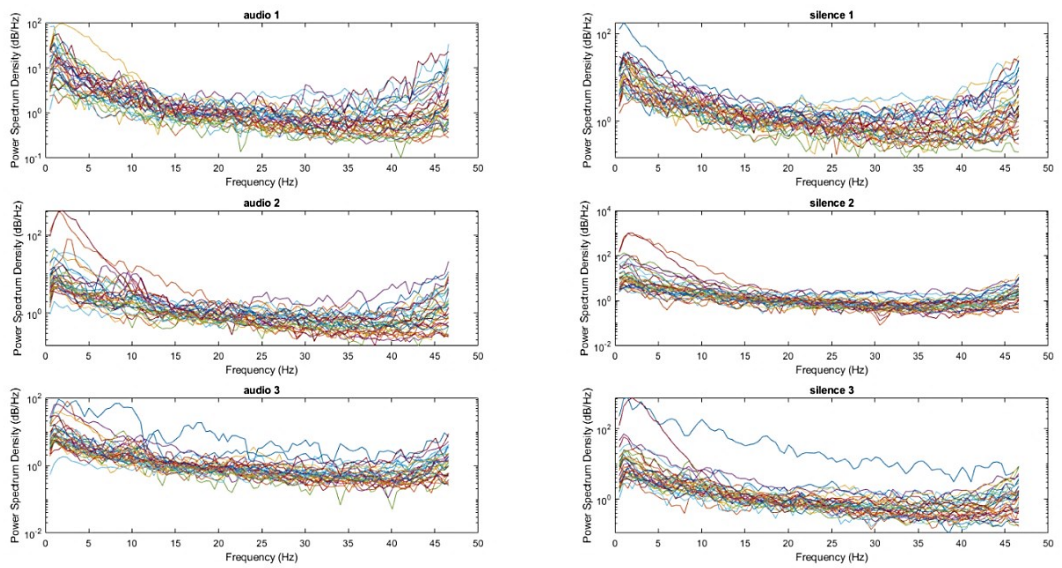 audio 1
Power Spectrum Density (dB/Hz)
10^2
10^1
10^0
10^-1
0 5 10 15 20 25 30 35 40 45 50
Frequency (Hz)
silence 1
Power Spectrum Density (dB/Hz)
10^2
10^0
0 5 10 15 20 25 30 35 40 45 50
Frequency (Hz)
audio 2
Power Spectrum Density (dB/Hz)
10^2
10^0
0 5 10 15 20 25 30 35 40 45 50
Frequency (Hz)
silence 2
Power Spectrum Density (dB/Hz)
10^4
10^2
10^0
10^-2
0 5 10 15 20 25 30 35 40 45 50
Frequency (Hz)
audio 3
Power Spectrum Density (dB/Hz)
10^2
10^0
10^-2
0 5 10 15 20 25 30 35 40 45 50
Frequency (Hz)
silence 3
Power Spectrum Density (dB/Hz)
10^2
10^0
0 5 10 15 20 25 30 35 40 45 50
Frequency (Hz)